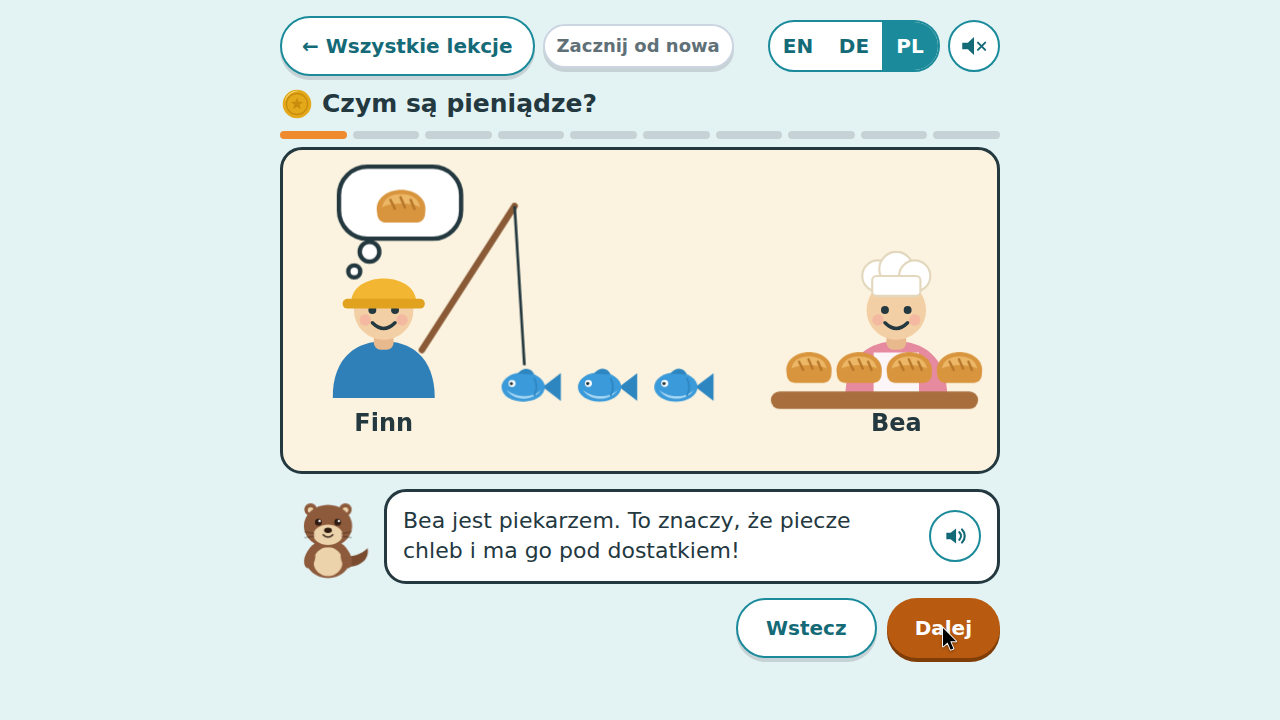 ← Wszystkie lekcje
Zacznij od nowa
EN DE PL
Czym są pieniądze?
Finn
Bea
Bea jest piekarzem. To znaczy, że piecze
chleb i ma go pod dostatkiem!
Wstecz
Dalej